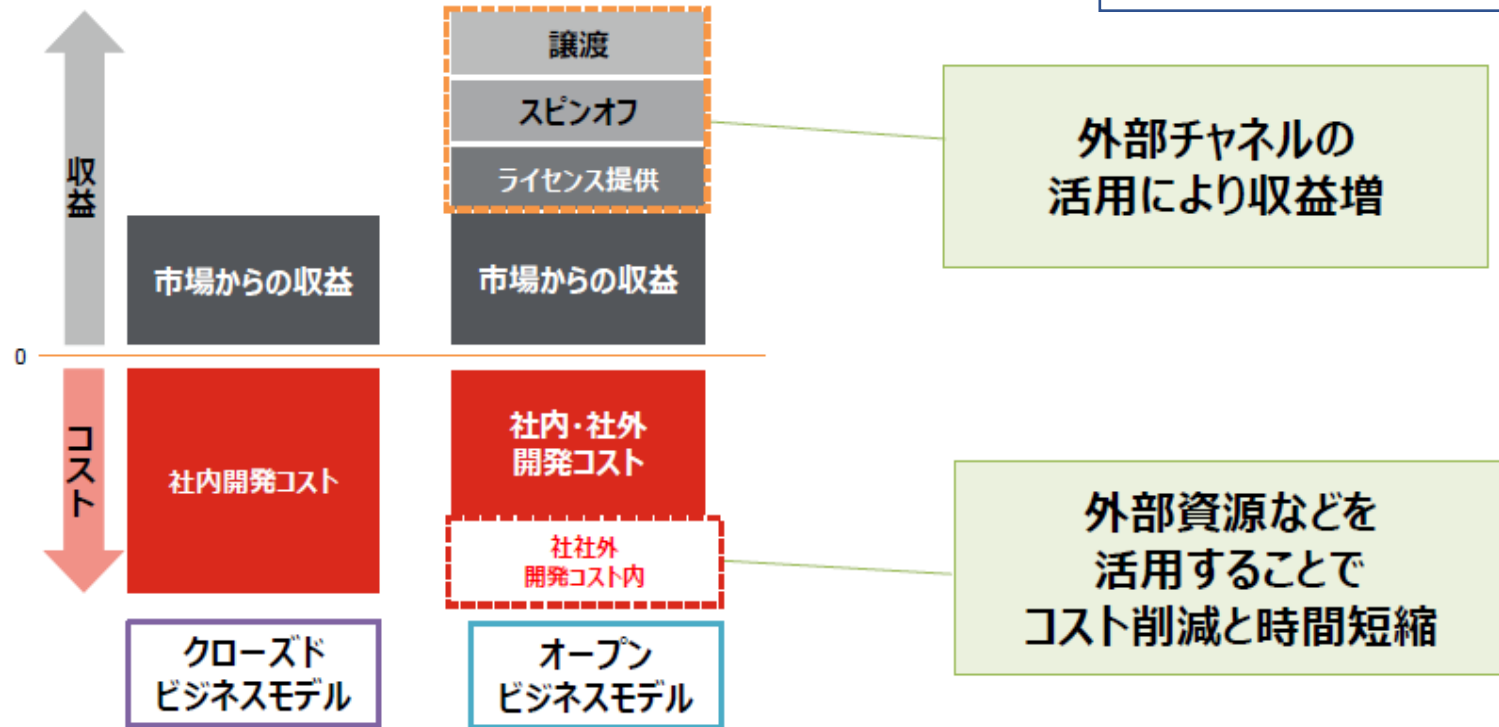 譲渡
スピンオフ
ライセンス提供
収益
市場からの収益
市場からの収益
外部チャネルの
活用により収益増
0
コスト
社内開発コスト
社内・社外
開発コスト
社社外
開発コスト内
外部資源などを
活用することで
コスト削減と時間短縮
クローズド
ビジネスモデル
オープン
ビジネスモデル